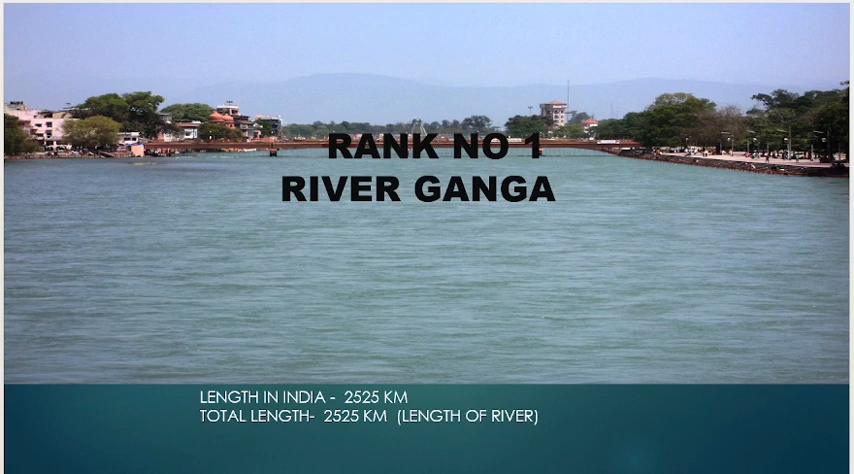 RANK NO 1
RIVER GANGA
LENGTH IN INDIA - 2525 KM
TOTAL LENGTH- 2525 KM (LENGTH OF RIVER)